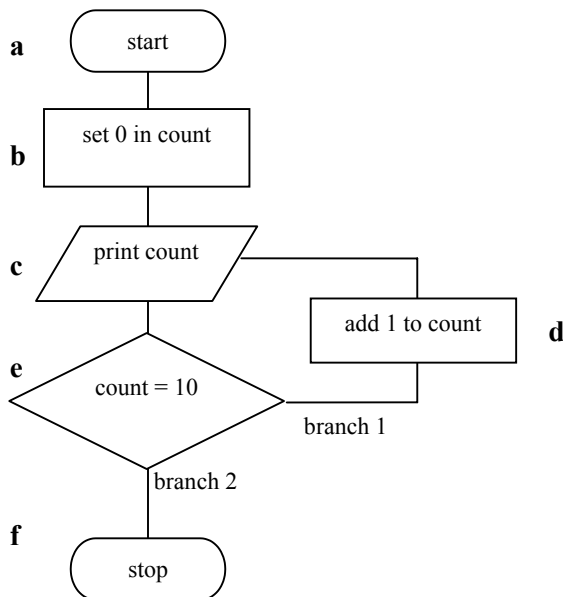 a
start
set 0 in count
b
print count
c
add 1 to count
d
e
count = 10
branch 1
branch 2
f
stop